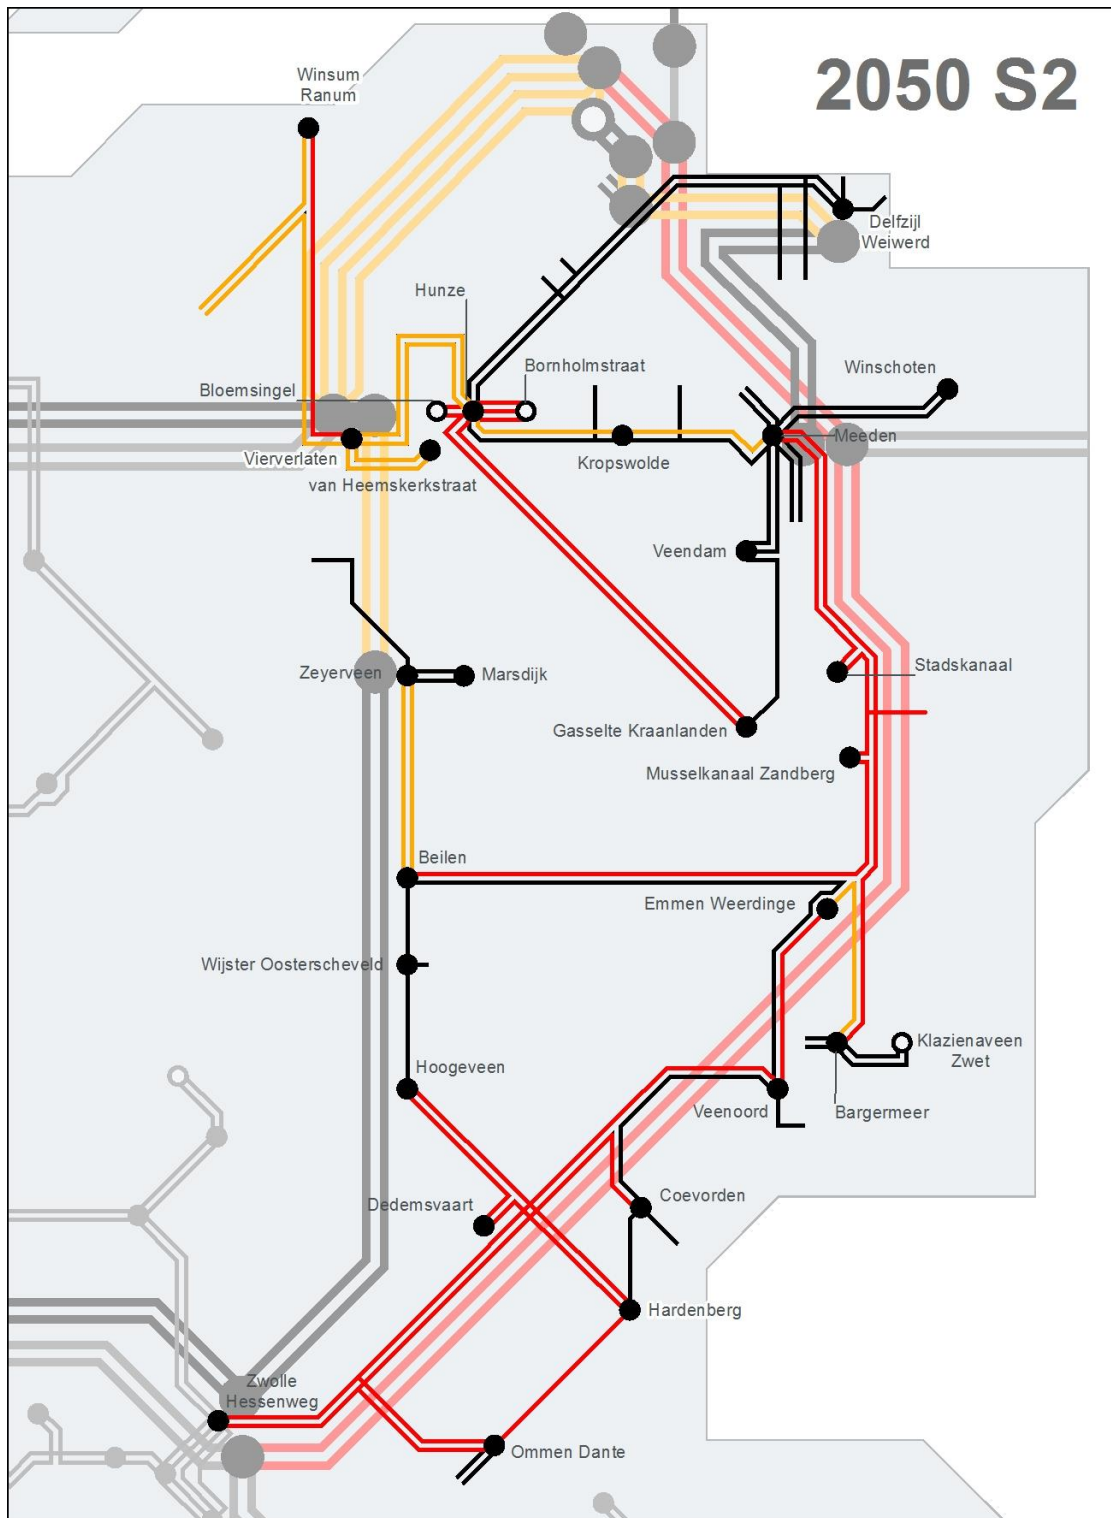 2050 S2
Winsum
Ranum
Delfzijl
Weiwerd
Hunze
Bornholmstraat
Winschoten
Bloemsingel
Meeden
Vierverlaten
Kropswolde
van Heemskerkstraat
Veendam
Zeyerveen
Marsdijk
Stadskanaal
Gasselte Kraanlanden
Musselkanaal Zandberg
Beilen
Emmen Weerdinge
Wijster Oosterscheveld
Klazienaveen
Zwet
Hoogeveen
Veenoord
Bargermeer
Dedemsvaart
Coevorden
Hardenberg
Zwolle
Hessenweg
Ommen Dante